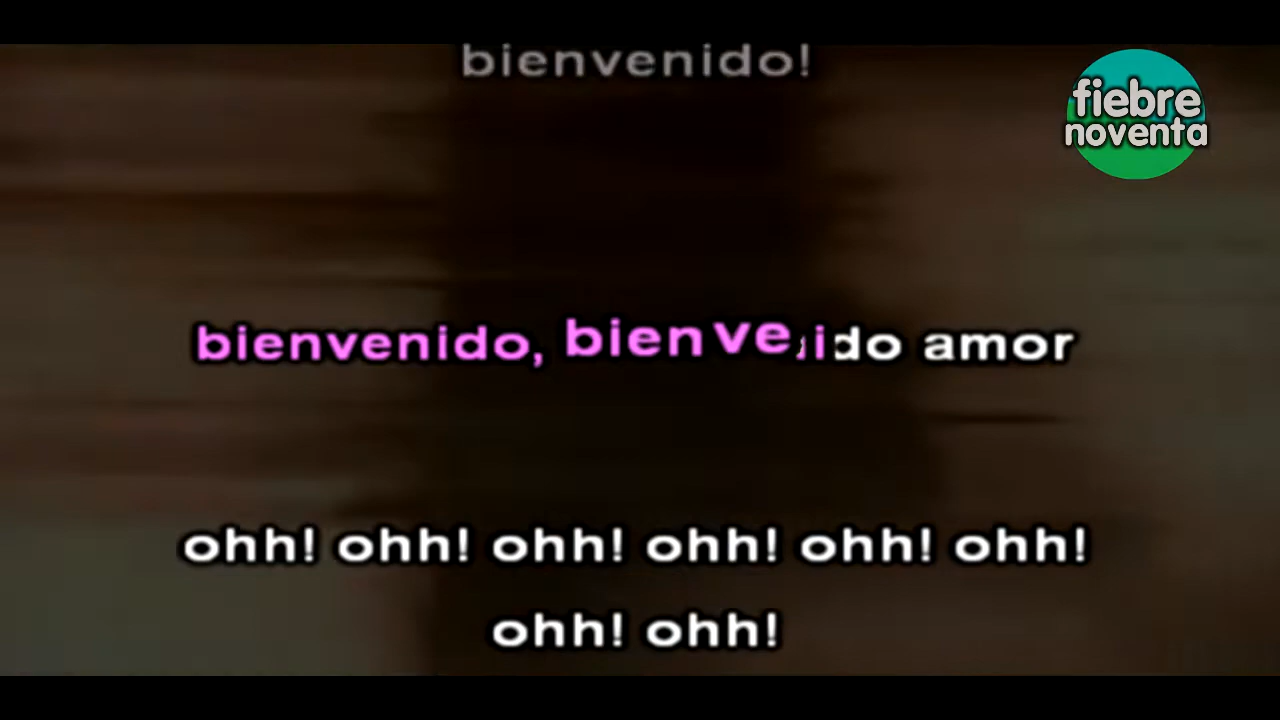 bienvenido!
fiebre
noventa
bienvenido, bienvenido amor
ohh! ohh! ohh! ohh! ohh! ohh!
ohh! ohh!